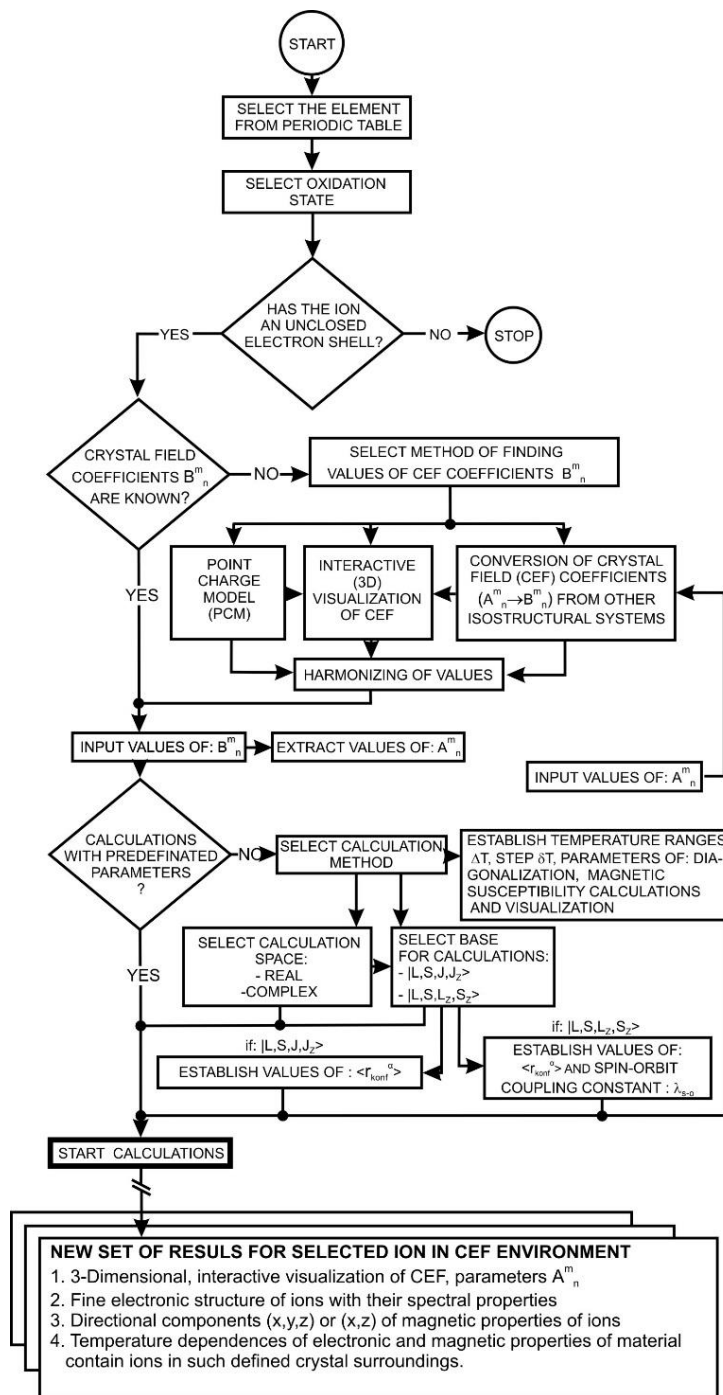 START
SELECT THE ELEMENT
FROM PERIODIC TABLE
SELECT OXIDATION
STATE
HAS THE ION
AN UNCLOSED
ELECTRON SHELL?
YES
NO
STOP
CRYSTAL FIELD
COEFFICIENTS Bᵐₙ
ARE KNOWN?
NO
SELECT METHOD OF FINDING
VALUES OF CEF COEFFICIENTS Bᵐₙ
YES
POINT
CHARGE
MODEL
(PCM)
INTERACTIVE
(3D)
VISUALIZATION
OF CEF
CONVERSION OF CRYSTAL
FIELD (CEF) COEFFICIENTS
(Aᵐₙ→Bᵐₙ) FROM OTHER
ISOSTRUCTURAL SYSTEMS
HARMONIZING OF VALUES
INPUT VALUES OF: Bᵐₙ
EXTRACT VALUES OF: Aᵐₙ
INPUT VALUES OF: Aᵐₙ
CALCULATIONS
WITH PREDEFINATED
PARAMETERS
?
NO
SELECT CALCULATION
METHOD
ESTABLISH TEMPERATURE RANGES
ΔT, STEP δT, PARAMETERS OF: DIA-
GONALIZATION, MAGNETIC
SUSCEPTIBILITY CALCULATIONS
AND VISUALIZATION
YES
SELECT CALCULATION
SPACE:
- REAL
-COMPLEX
SELECT BASE
FOR CALCULATIONS:
- |L,S,J,J_Z>
- |L,S,L_Z,S_Z>
if: |L,S,J,J_Z>
ESTABLISH VALUES OF : <r_konf^α>
if: |L,S,L_Z,S_Z>
ESTABLISH VALUES OF:
<r_konf^α> AND SPIN-ORBIT
COUPLING CONSTANT : λ_s-o
START CALCULATIONS
NEW SET OF RESULS FOR SELECTED ION IN CEF ENVIRONMENT
1. 3-Dimensional, interactive visualization of CEF, parameters Aᵐₙ
2. Fine electronic structure of ions with their spectral properties
3. Directional components (x,y,z) or (x,z) of magnetic properties of ions
4. Temperature dependences of electronic and magnetic properties of material
contain ions in such defined crystal surroundings.